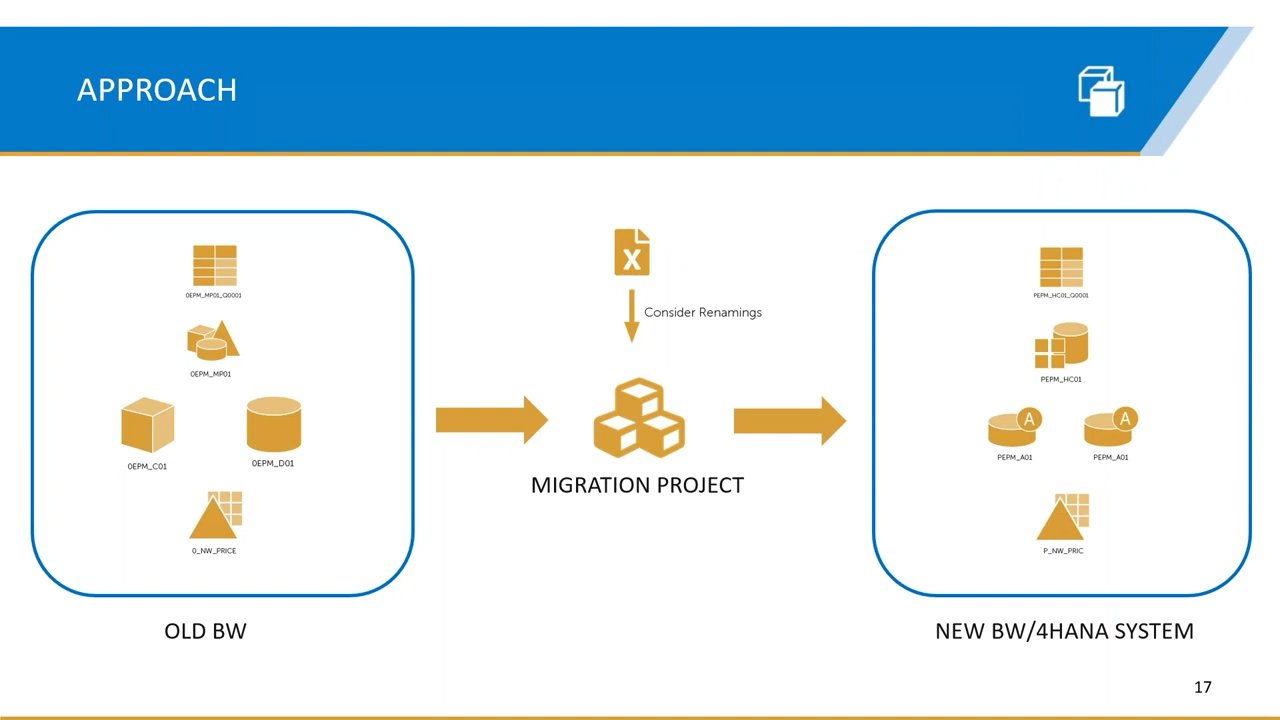 APPROACH
0EPM_MP01_Q0001
0EPM_MP01
0EPM_C01
0EPM_D01
0_NW_PRICE
OLD BW
X
Consider Renamings
MIGRATION PROJECT
PEPM_HC01_Q0001
PEPM_HC01
A
A
PEPM_A01
PEPM_A01
P_NW_PRIC
NEW BW/4HANA SYSTEM
17